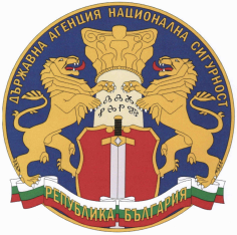 ДЪРЖАВНА АГЕНЦИЯ НАЦИОНАЛНА СИГУРНОСТ
РЕПУБЛИКА БЪЛГАРИЯ